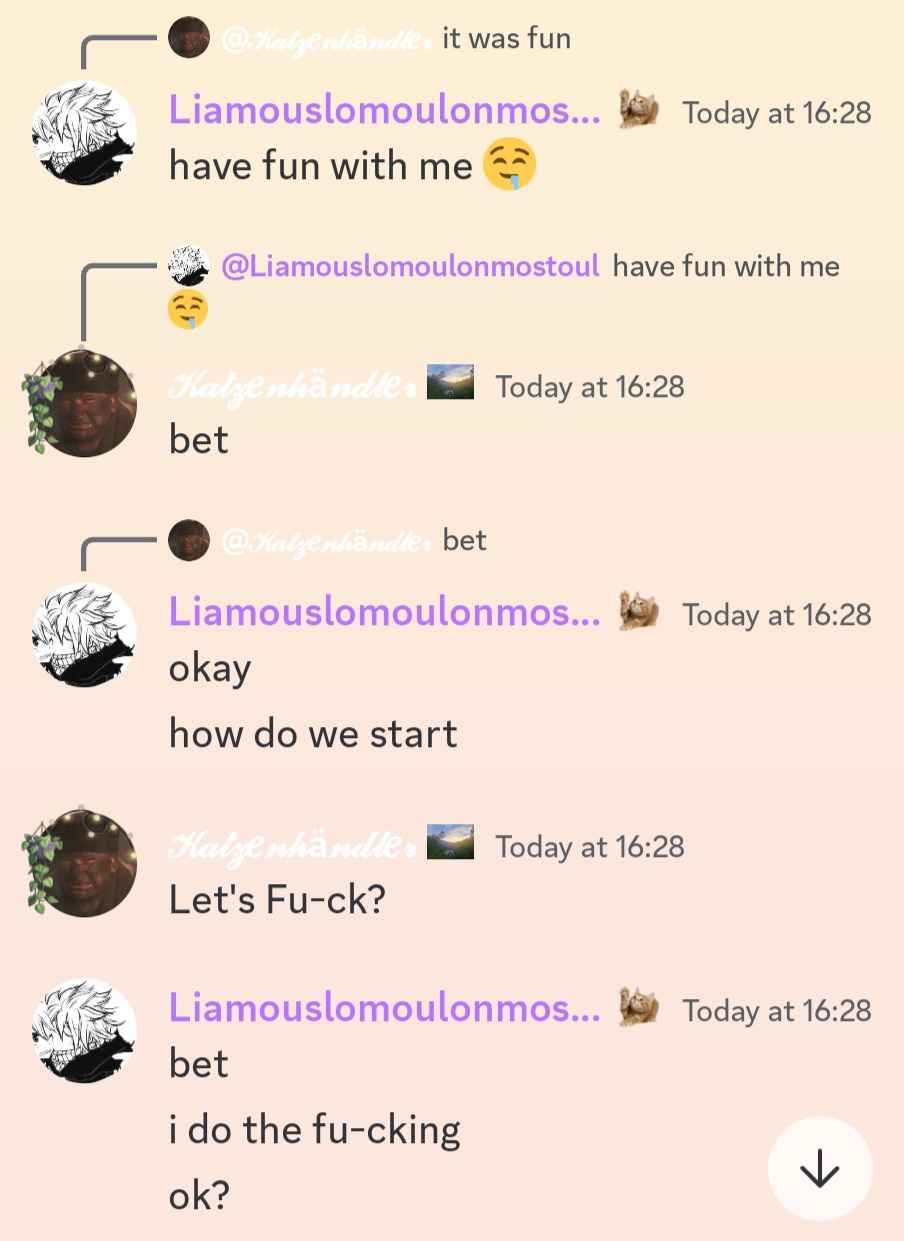 @𝒦𝒶𝓉𝓏𝑒𝓃𝒽ä𝓃𝒹𝓁𝑒𝓇 it was fun
Liamouslomoulonmos... Today at 16:28
have fun with me 🤤
@Liamouslomoulonmostoul have fun with me
🤤
𝒦𝒶𝓉𝓏𝑒𝓃𝒽ä𝓃𝒹𝓁𝑒𝓇 Today at 16:28
bet
@𝒦𝒶𝓉𝓏𝑒𝓃𝒽ä𝓃𝒹𝓁𝑒𝓇 bet
Liamouslomoulonmos... Today at 16:28
okay
how do we start
𝒦𝒶𝓉𝓏𝑒𝓃𝒽ä𝓃𝒹𝓁𝑒𝓇 Today at 16:28
Let's Fu-ck?
Liamouslomoulonmos... Today at 16:28
bet
i do the fu-cking
ok?